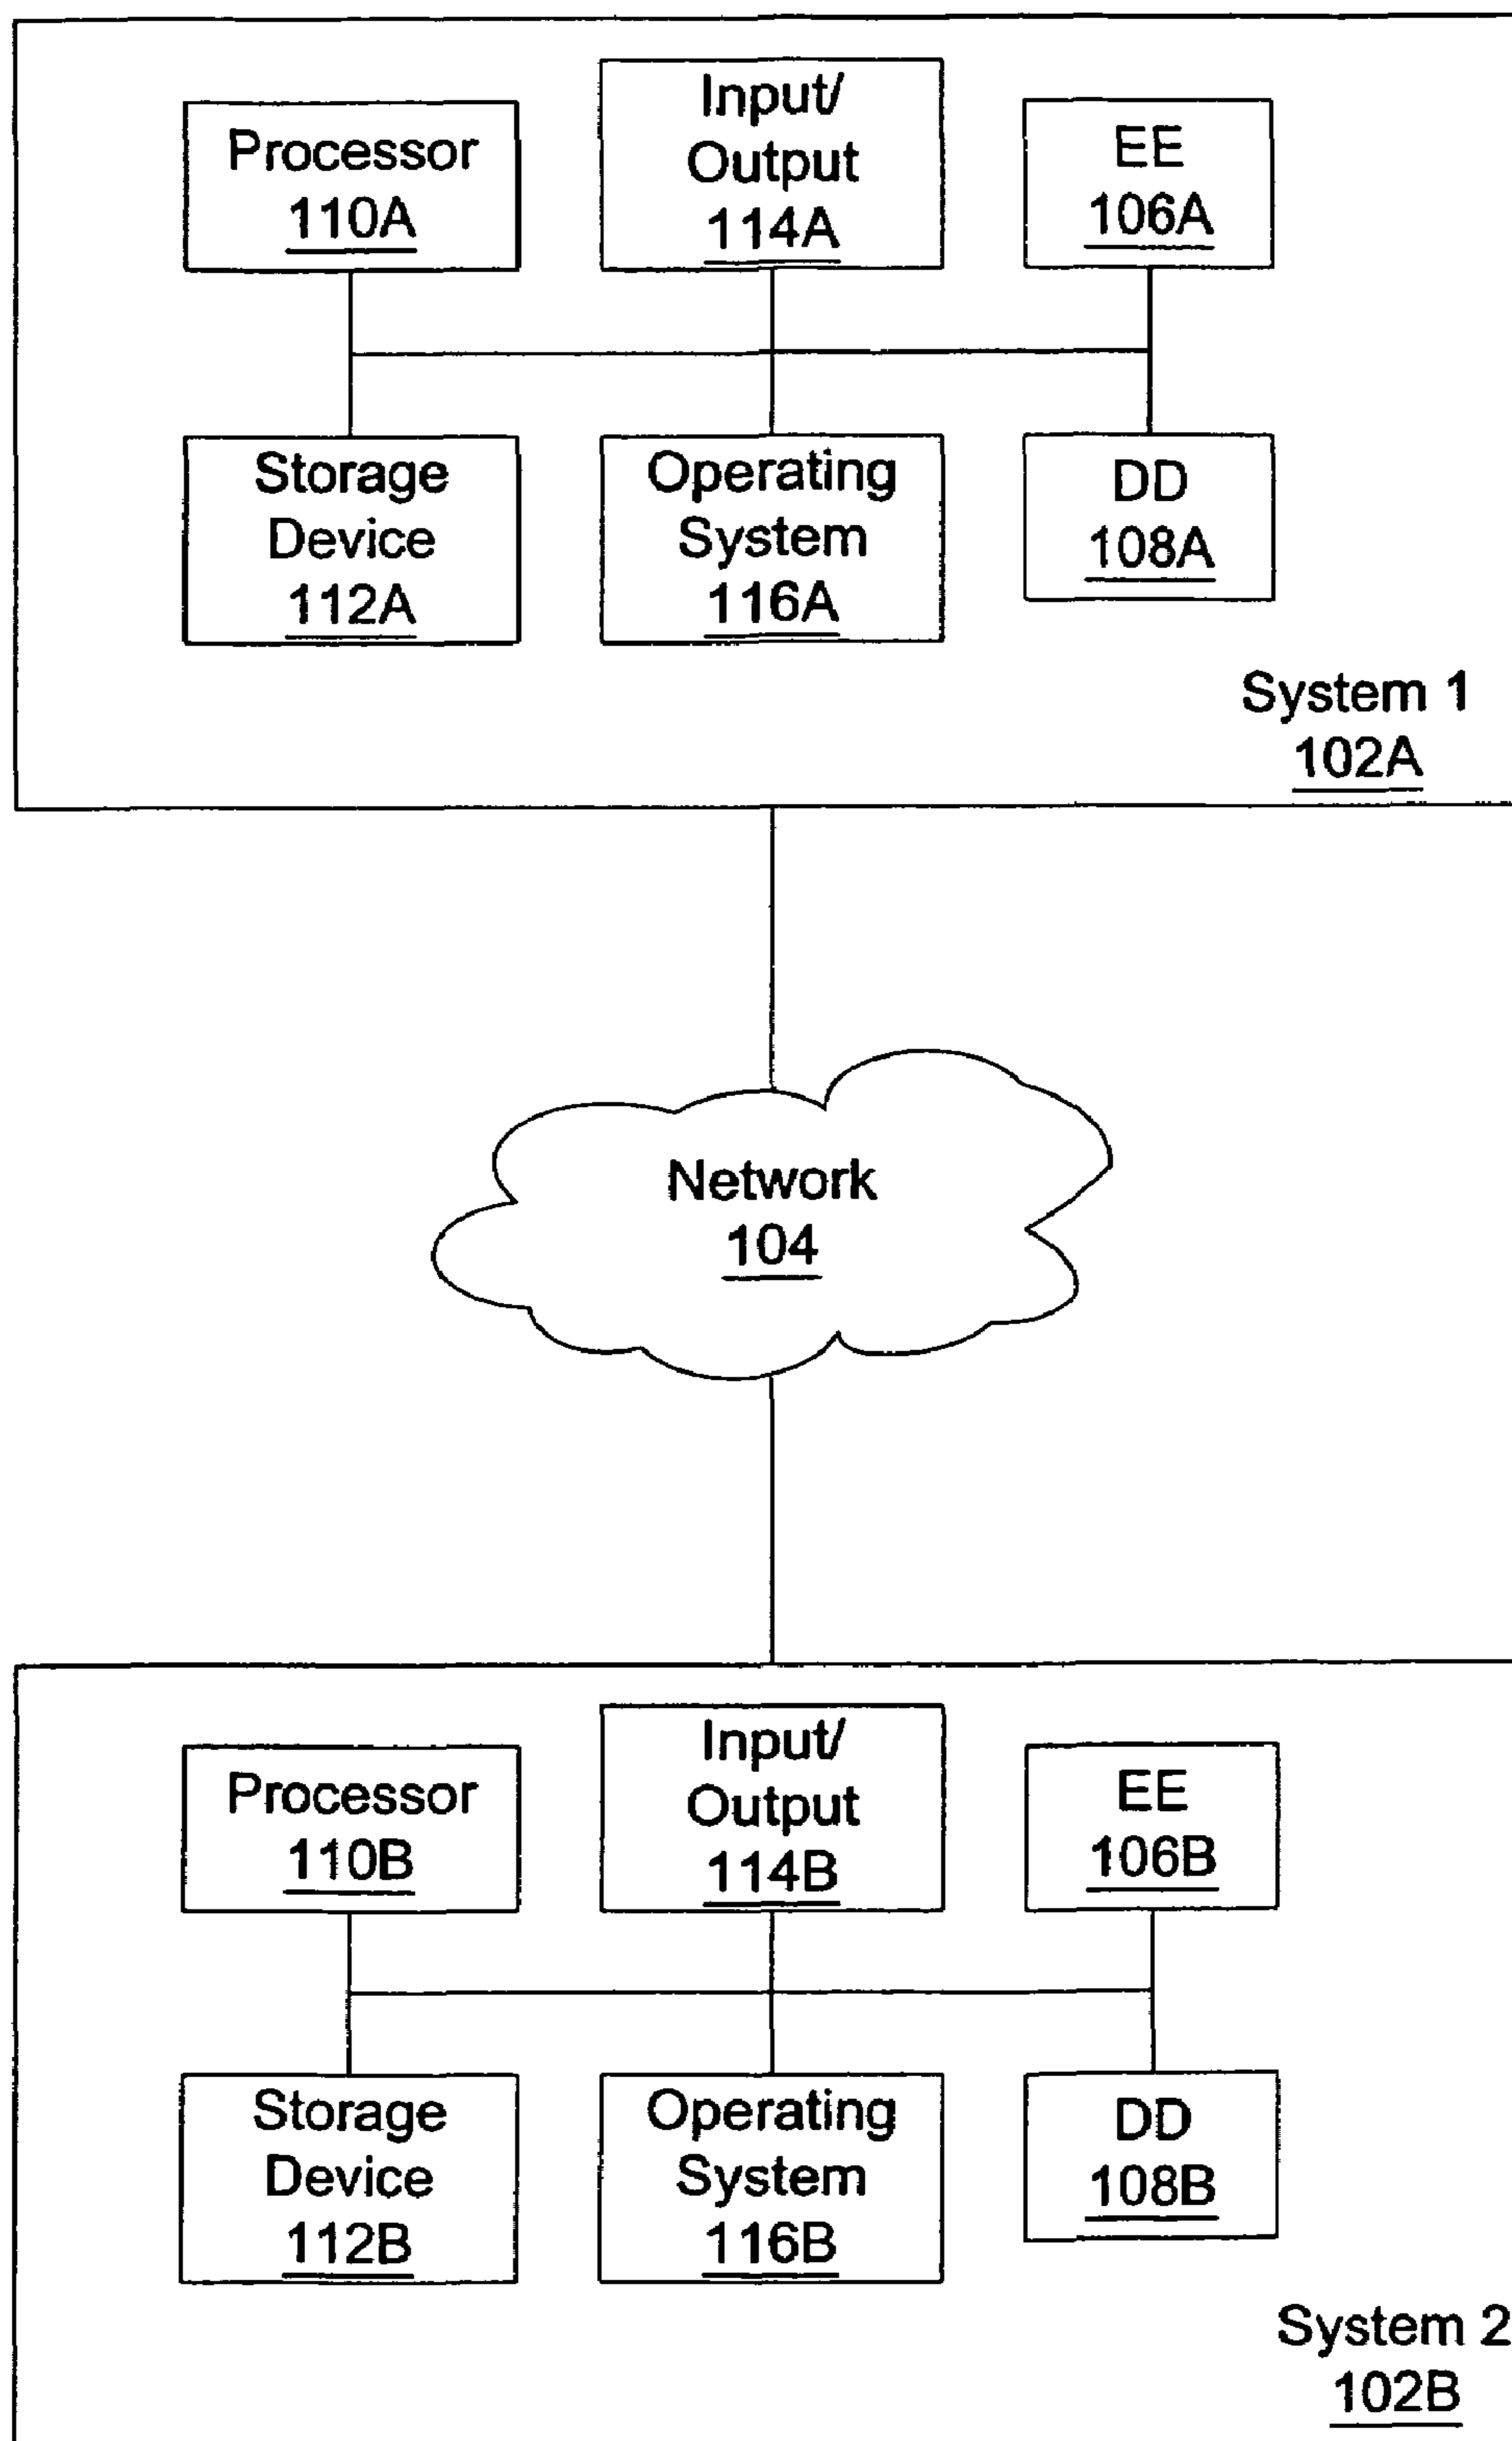 Processor
110A
Input/
Output
114A
EE
106A
Storage
Device
112A
Operating
System
116A
DD
108A
System 1
102A
Network
104
Processor
110B
Input/
Output
114B
EE
106B
Storage
Device
112B
Operating
System
116B
DD
108B
System 2
102B